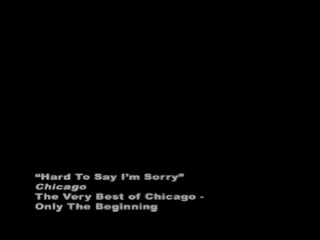 “Hard To Say I’m Sorry”
Chicago
The Very Best of Chicago -
Only The Beginning